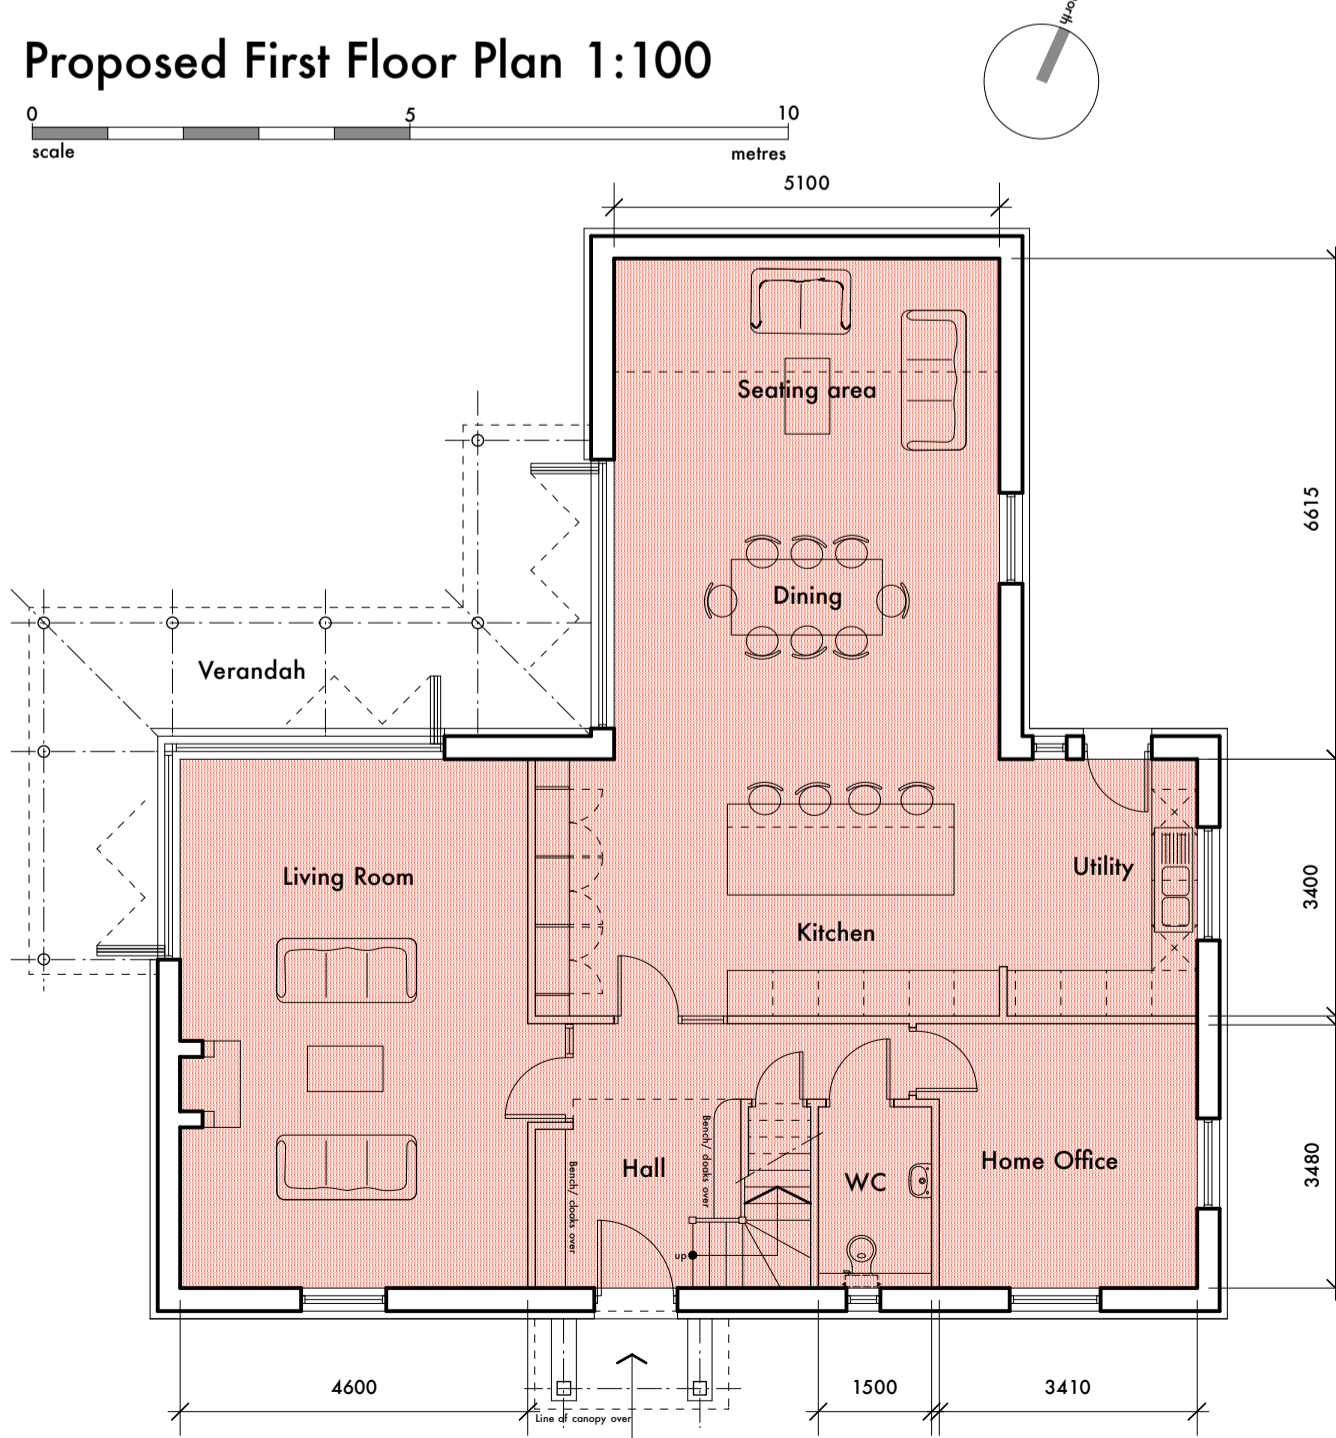 Proposed First Floor Plan 1:100
0 5 10
scale metres
5100
Seating area
6615
Dining
Verandah
Living Room
Utility
3400
Kitchen
Hall
Bench/ cloaks over
Bench/ cloaks over
WC
Home Office
3480
up
4600
1500
3410
Line of canopy over